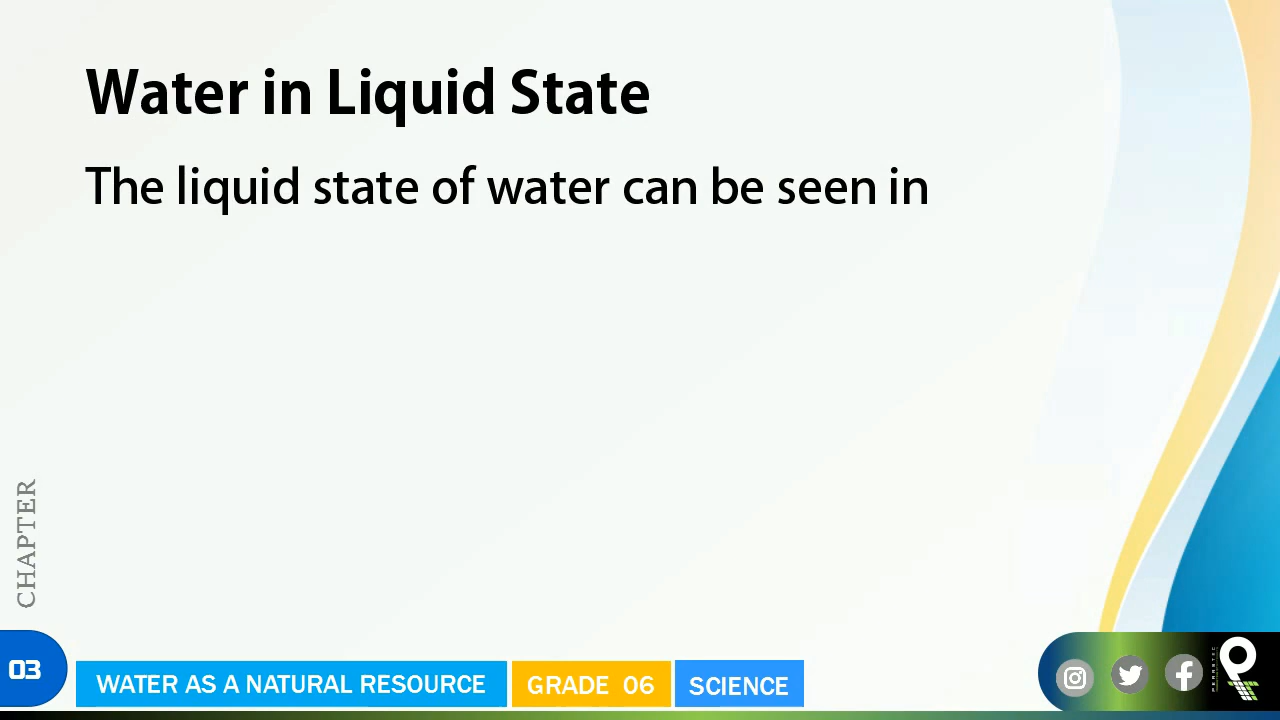 Water in Liquid State
The liquid state of water can be seen in
CHAPTER
03
WATER AS A NATURAL RESOURCE
GRADE 06
SCIENCE